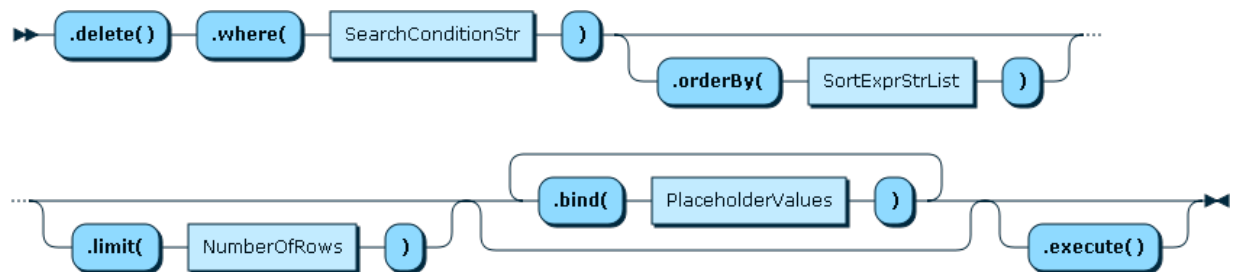 .delete() .where( SearchConditionStr )
.orderBy( SortExprStrList )
.bind( PlaceholderValues )
.limit( NumberOfRows ) .execute()